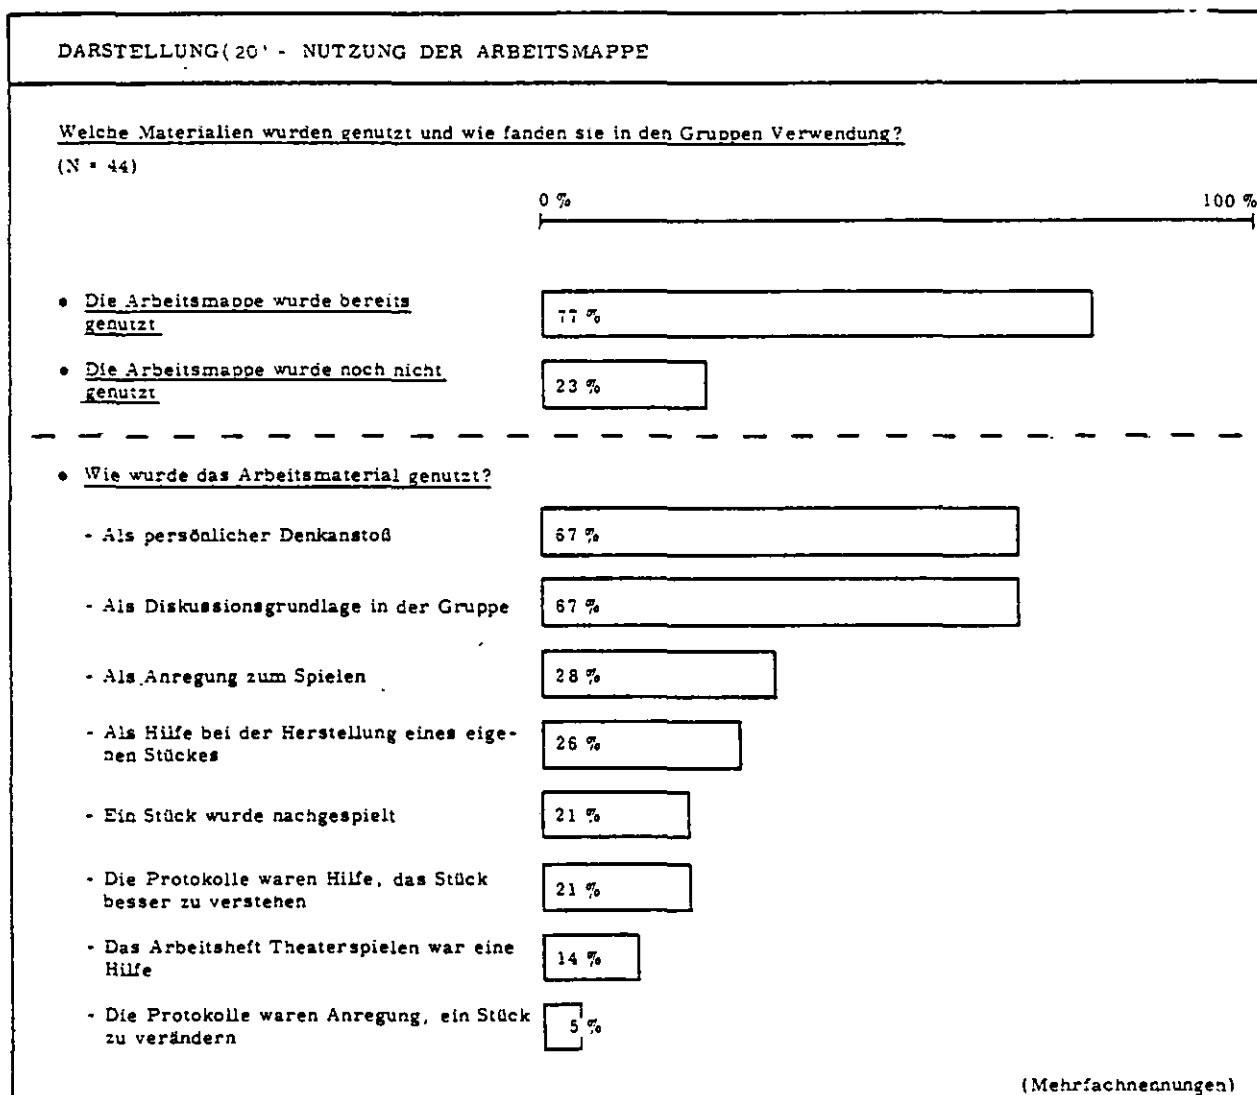 DARSTELLUNG(20' - NUTZUNG DER ARBEITSMAPPE
Welche Materialien wurden genutzt und wie fanden sie in den Gruppen Verwendung?
(N = 44)
0 % 100 %
• Die Arbeitsmappe wurde bereits
genutzt
77 %
• Die Arbeitsmappe wurde noch nicht
genutzt
23 %
• Wie wurde das Arbeitsmaterial genutzt?
- Als persönlicher Denkanstoß
67 %
- Als Diskussionsgrundlage in der Gruppe
67 %
- Als Anregung zum Spielen
28 %
- Als Hilfe bei der Herstellung eines eige-
nen Stückes
26 %
- Ein Stück wurde nachgespielt
21 %
- Die Protokolle waren Hilfe, das Stück
besser zu verstehen
21 %
- Das Arbeitsheft Theaterspielen war eine
Hilfe
14 %
- Die Protokolle waren Anregung, ein Stück
zu verändern
5 %
(Mehrfachnennungen)